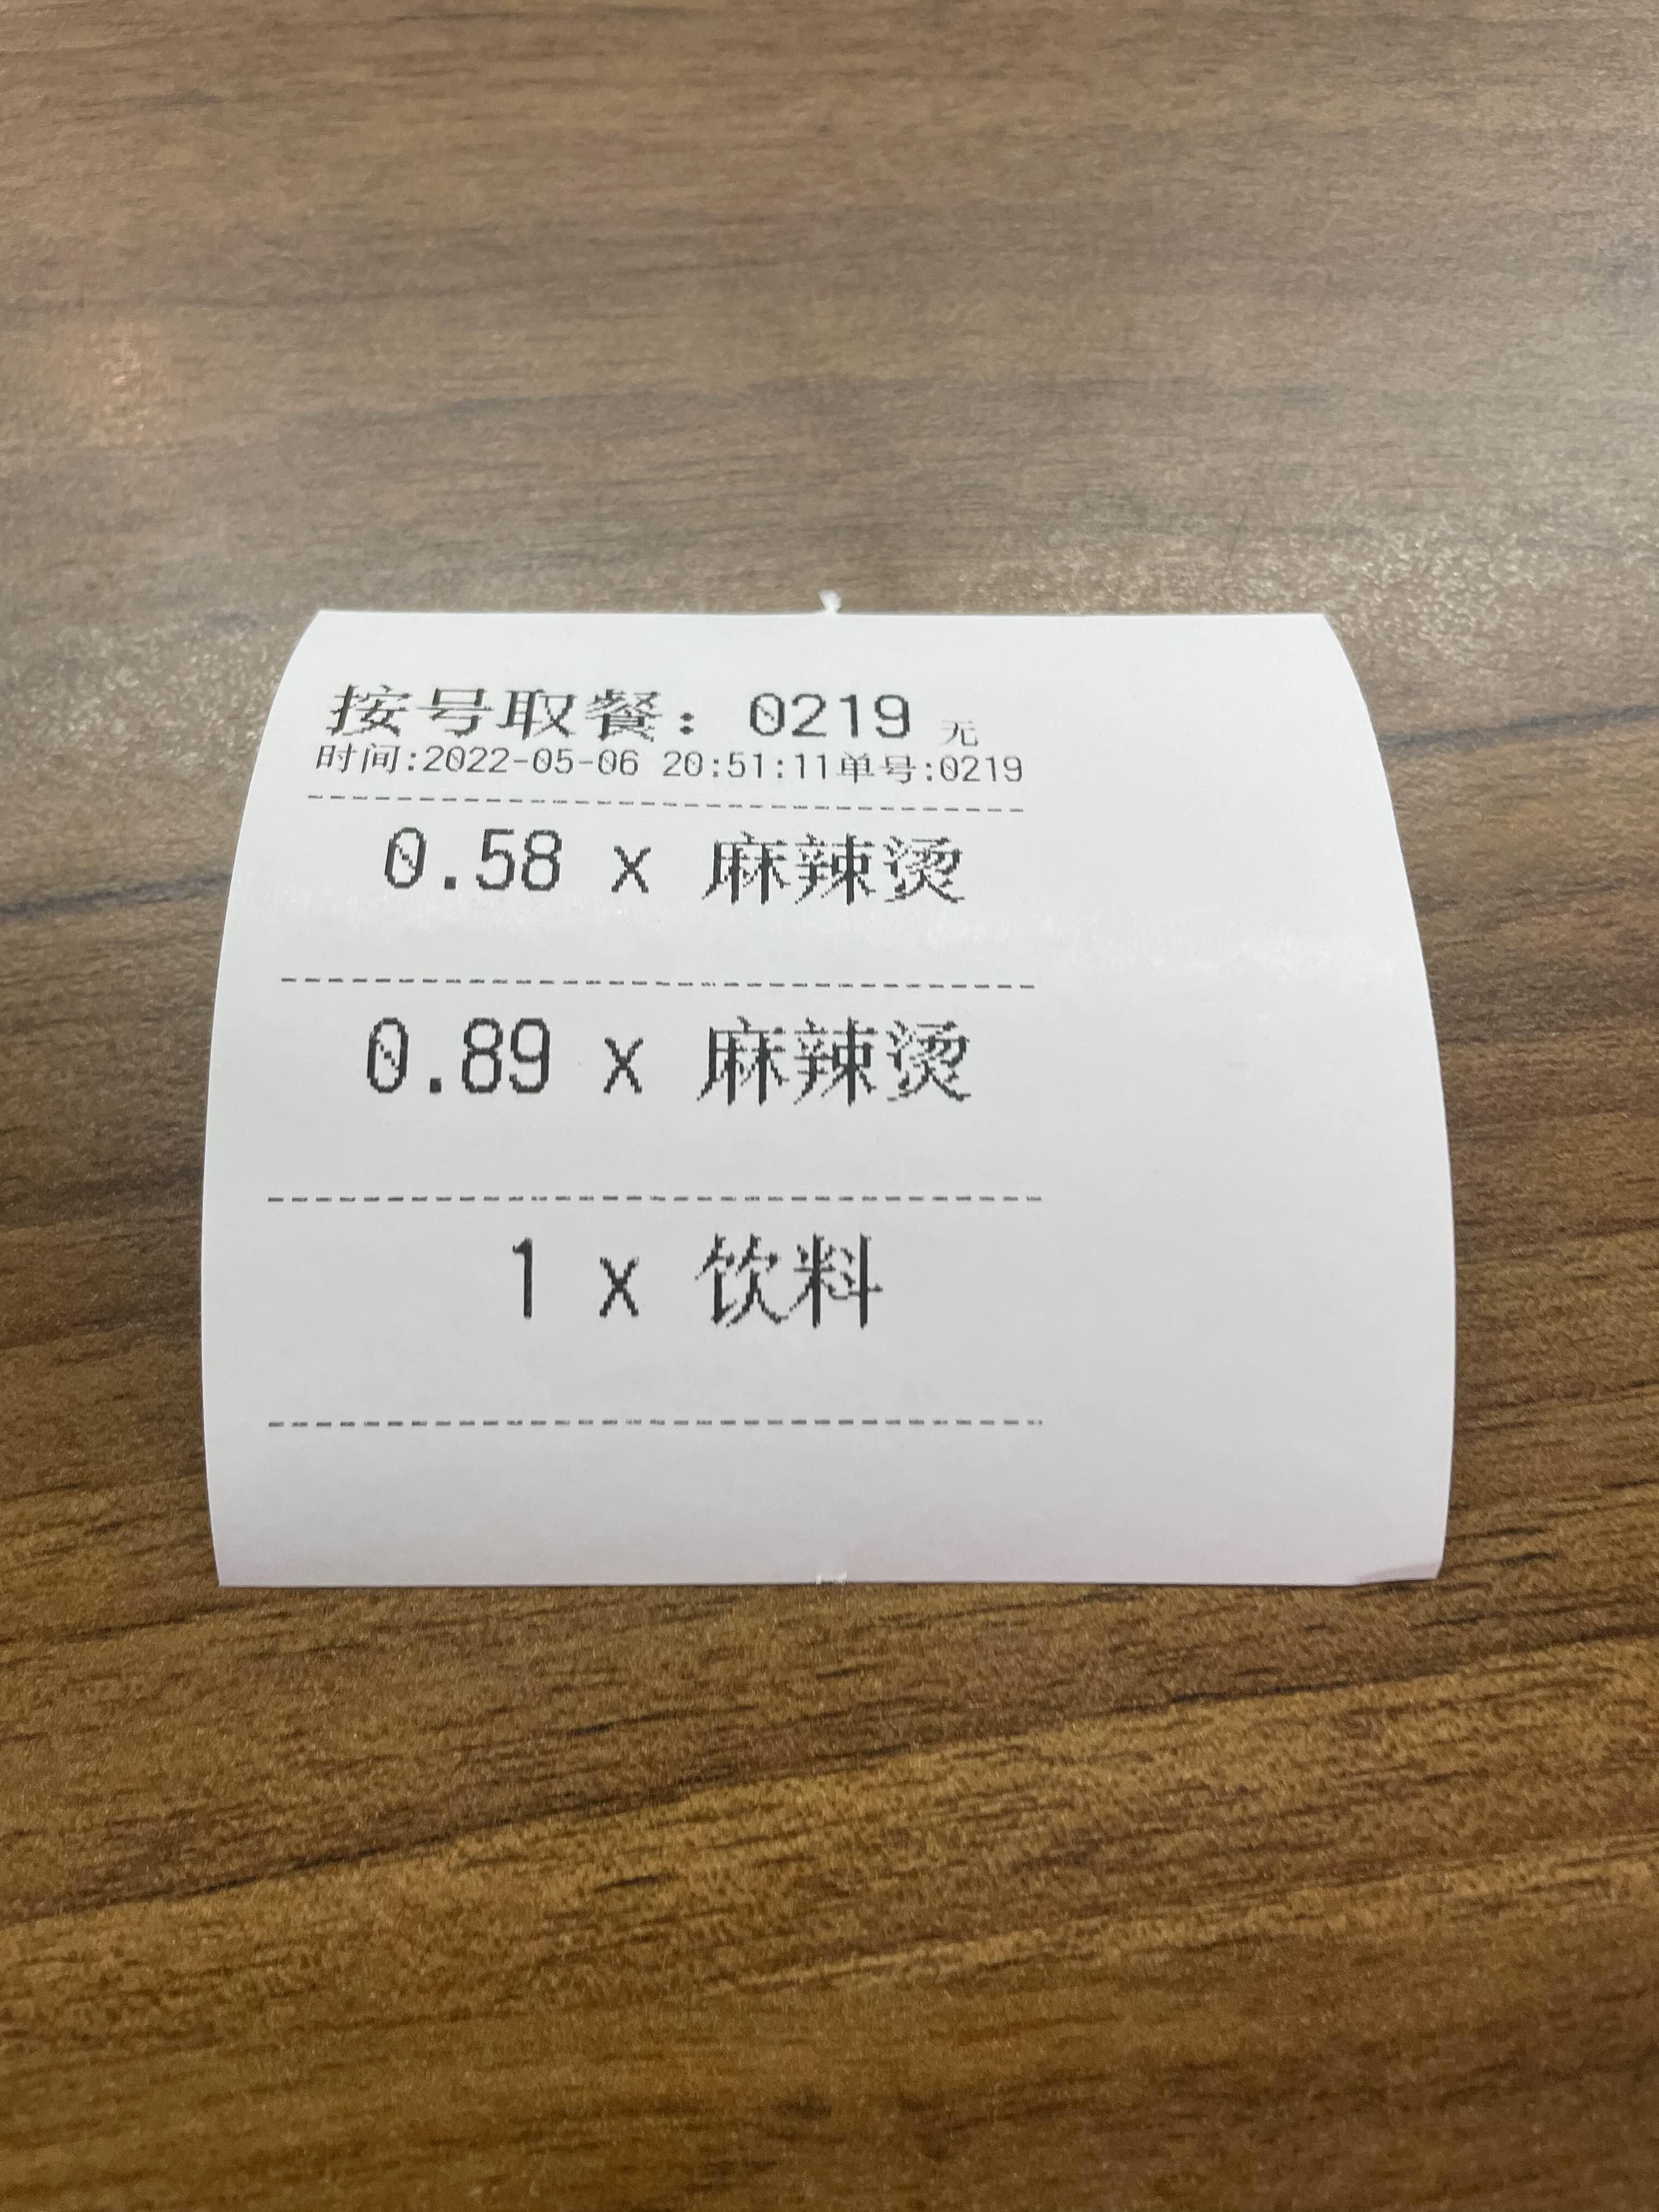 按号取餐：0219 无
时间:2022-05-06 20:51:11单号:0219
0.58 x 麻辣烫
0.89 x 麻辣烫
1 x 饮料